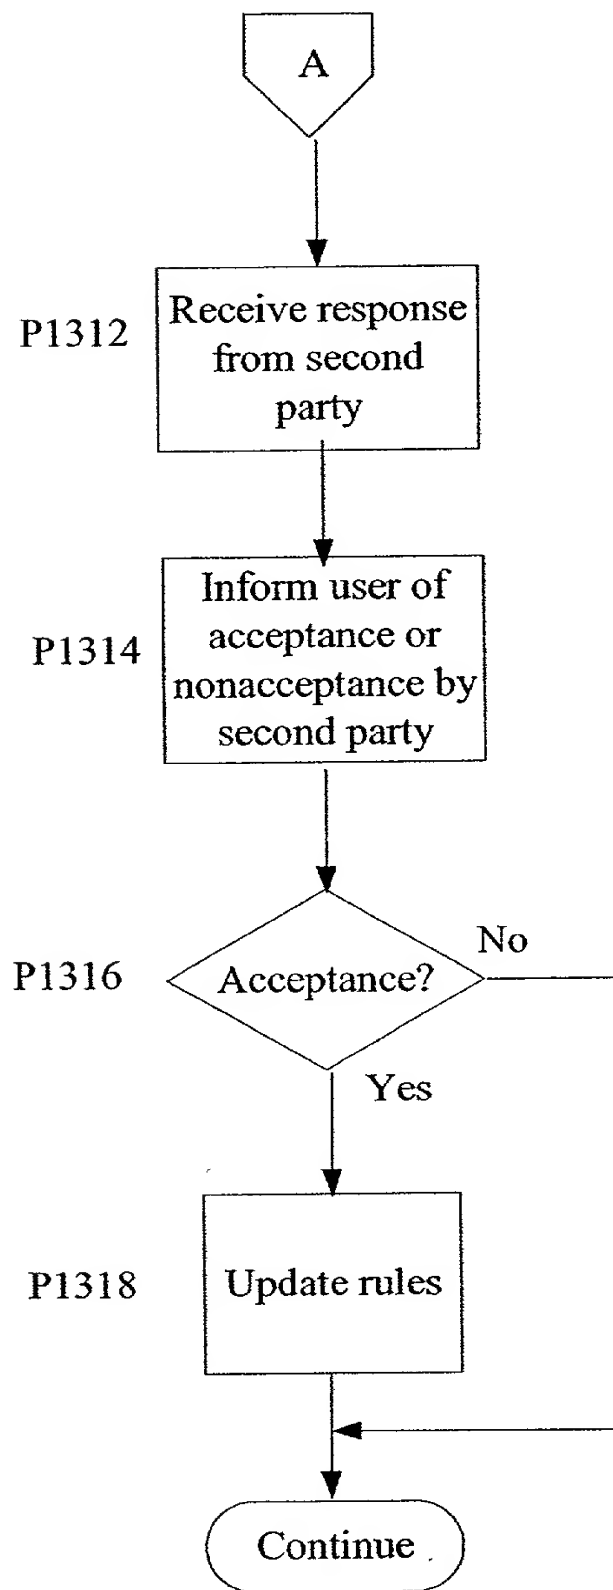 A
P1312
Receive response
from second
party
P1314
Inform user of
acceptance or
nonacceptance by
second party
P1316
Acceptance?
No
Yes
P1318
Update rules
Continue